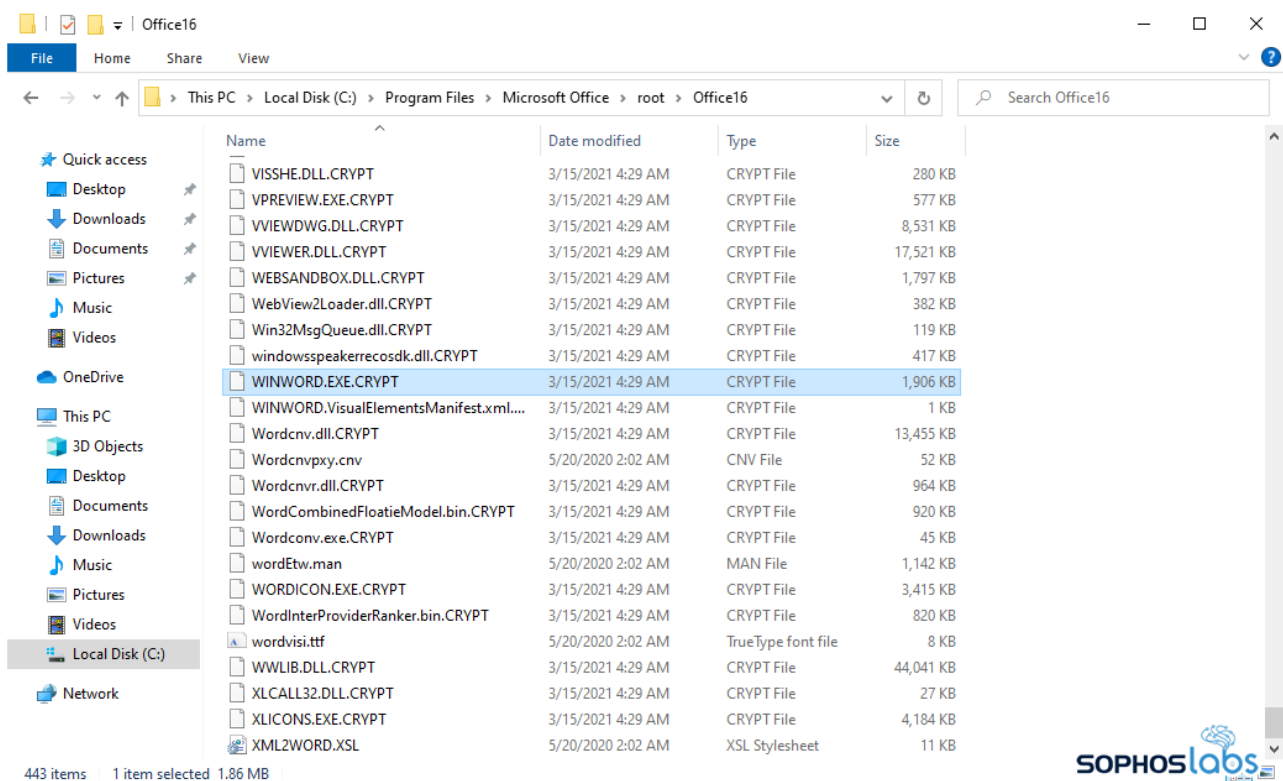 Office16
File Home Share View
This PC > Local Disk (C:) > Program Files > Microsoft Office > root > Office16
Search Office16
Name Date modified Type Size
Quick access
Desktop
Downloads
Documents
Pictures
Music
Videos
OneDrive
This PC
3D Objects
Desktop
Documents
Downloads
Music
Pictures
Videos
Local Disk (C:)
Network
VISSHE.DLL.CRYPT 3/15/2021 4:29 AM CRYPT File 280 KB
VPREVIEW.EXE.CRYPT 3/15/2021 4:29 AM CRYPT File 577 KB
VVIEWDWG.DLL.CRYPT 3/15/2021 4:29 AM CRYPT File 8,531 KB
VVIEWER.DLL.CRYPT 3/15/2021 4:29 AM CRYPT File 17,521 KB
WEBSANDBOX.DLL.CRYPT 3/15/2021 4:29 AM CRYPT File 1,797 KB
WebView2Loader.dll.CRYPT 3/15/2021 4:29 AM CRYPT File 382 KB
Win32MsgQueue.dll.CRYPT 3/15/2021 4:29 AM CRYPT File 119 KB
windowsspeakerrecosdk.dll.CRYPT 3/15/2021 4:29 AM CRYPT File 417 KB
WINWORD.EXE.CRYPT 3/15/2021 4:29 AM CRYPT File 1,906 KB
WINWORD.VisualElementsManifest.xml.... 3/15/2021 4:29 AM CRYPT File 1 KB
Wordcnv.dll.CRYPT 3/15/2021 4:29 AM CRYPT File 13,455 KB
Wordcnvpxy.cnv 5/20/2020 2:02 AM CNV File 52 KB
Wordcnvr.dll.CRYPT 3/15/2021 4:29 AM CRYPT File 964 KB
WordCombinedFloatieModel.bin.CRYPT 3/15/2021 4:29 AM CRYPT File 920 KB
Wordconv.exe.CRYPT 3/15/2021 4:29 AM CRYPT File 45 KB
wordEtw.man 5/20/2020 2:02 AM MAN File 1,142 KB
WORDICON.EXE.CRYPT 3/15/2021 4:29 AM CRYPT File 3,415 KB
WordInterProviderRanker.bin.CRYPT 3/15/2021 4:29 AM CRYPT File 820 KB
wordvisi.ttf 5/20/2020 2:02 AM TrueType font file 8 KB
WWLIB.DLL.CRYPT 3/15/2021 4:29 AM CRYPT File 44,041 KB
XLCALL32.DLL.CRYPT 3/15/2021 4:29 AM CRYPT File 27 KB
XLICONS.EXE.CRYPT 3/15/2021 4:29 AM CRYPT File 4,184 KB
XML2WORD.XSL 5/20/2020 2:02 AM XSL Stylesheet 11 KB
443 items 1 item selected 1.86 MB
SOPHOSlabs